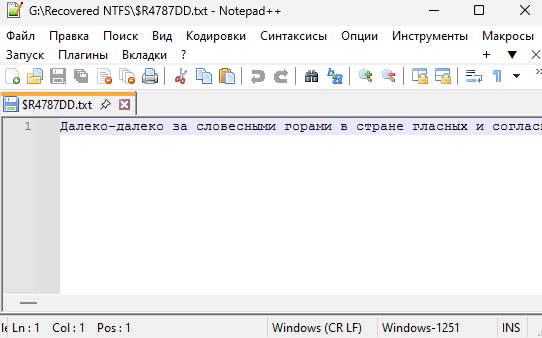 G:\Recovered NTFS\$R4787DD.txt - Notepad++
Файл Правка Поиск Вид Кодировки Синтаксисы Опции Инструменты Макросы
Запуск Плагины Вкладки ?
$R4787DD.txt
1 Далеко-далеко за словесными горами в стране гласных и
Ln : 1 Col : 1 Pos : 1 Windows (CR LF) Windows-1251 INS